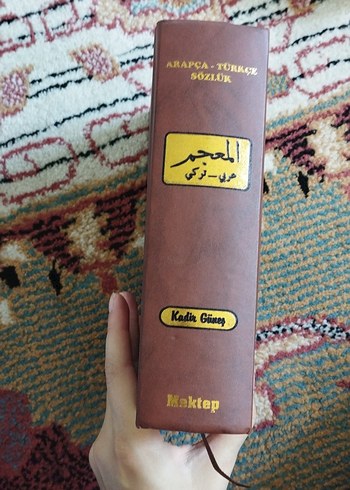 ARAPÇA - TÜRKÇE
SÖZLÜK
المعجم
عربي - تركي
Kadir Güneş
Mektep